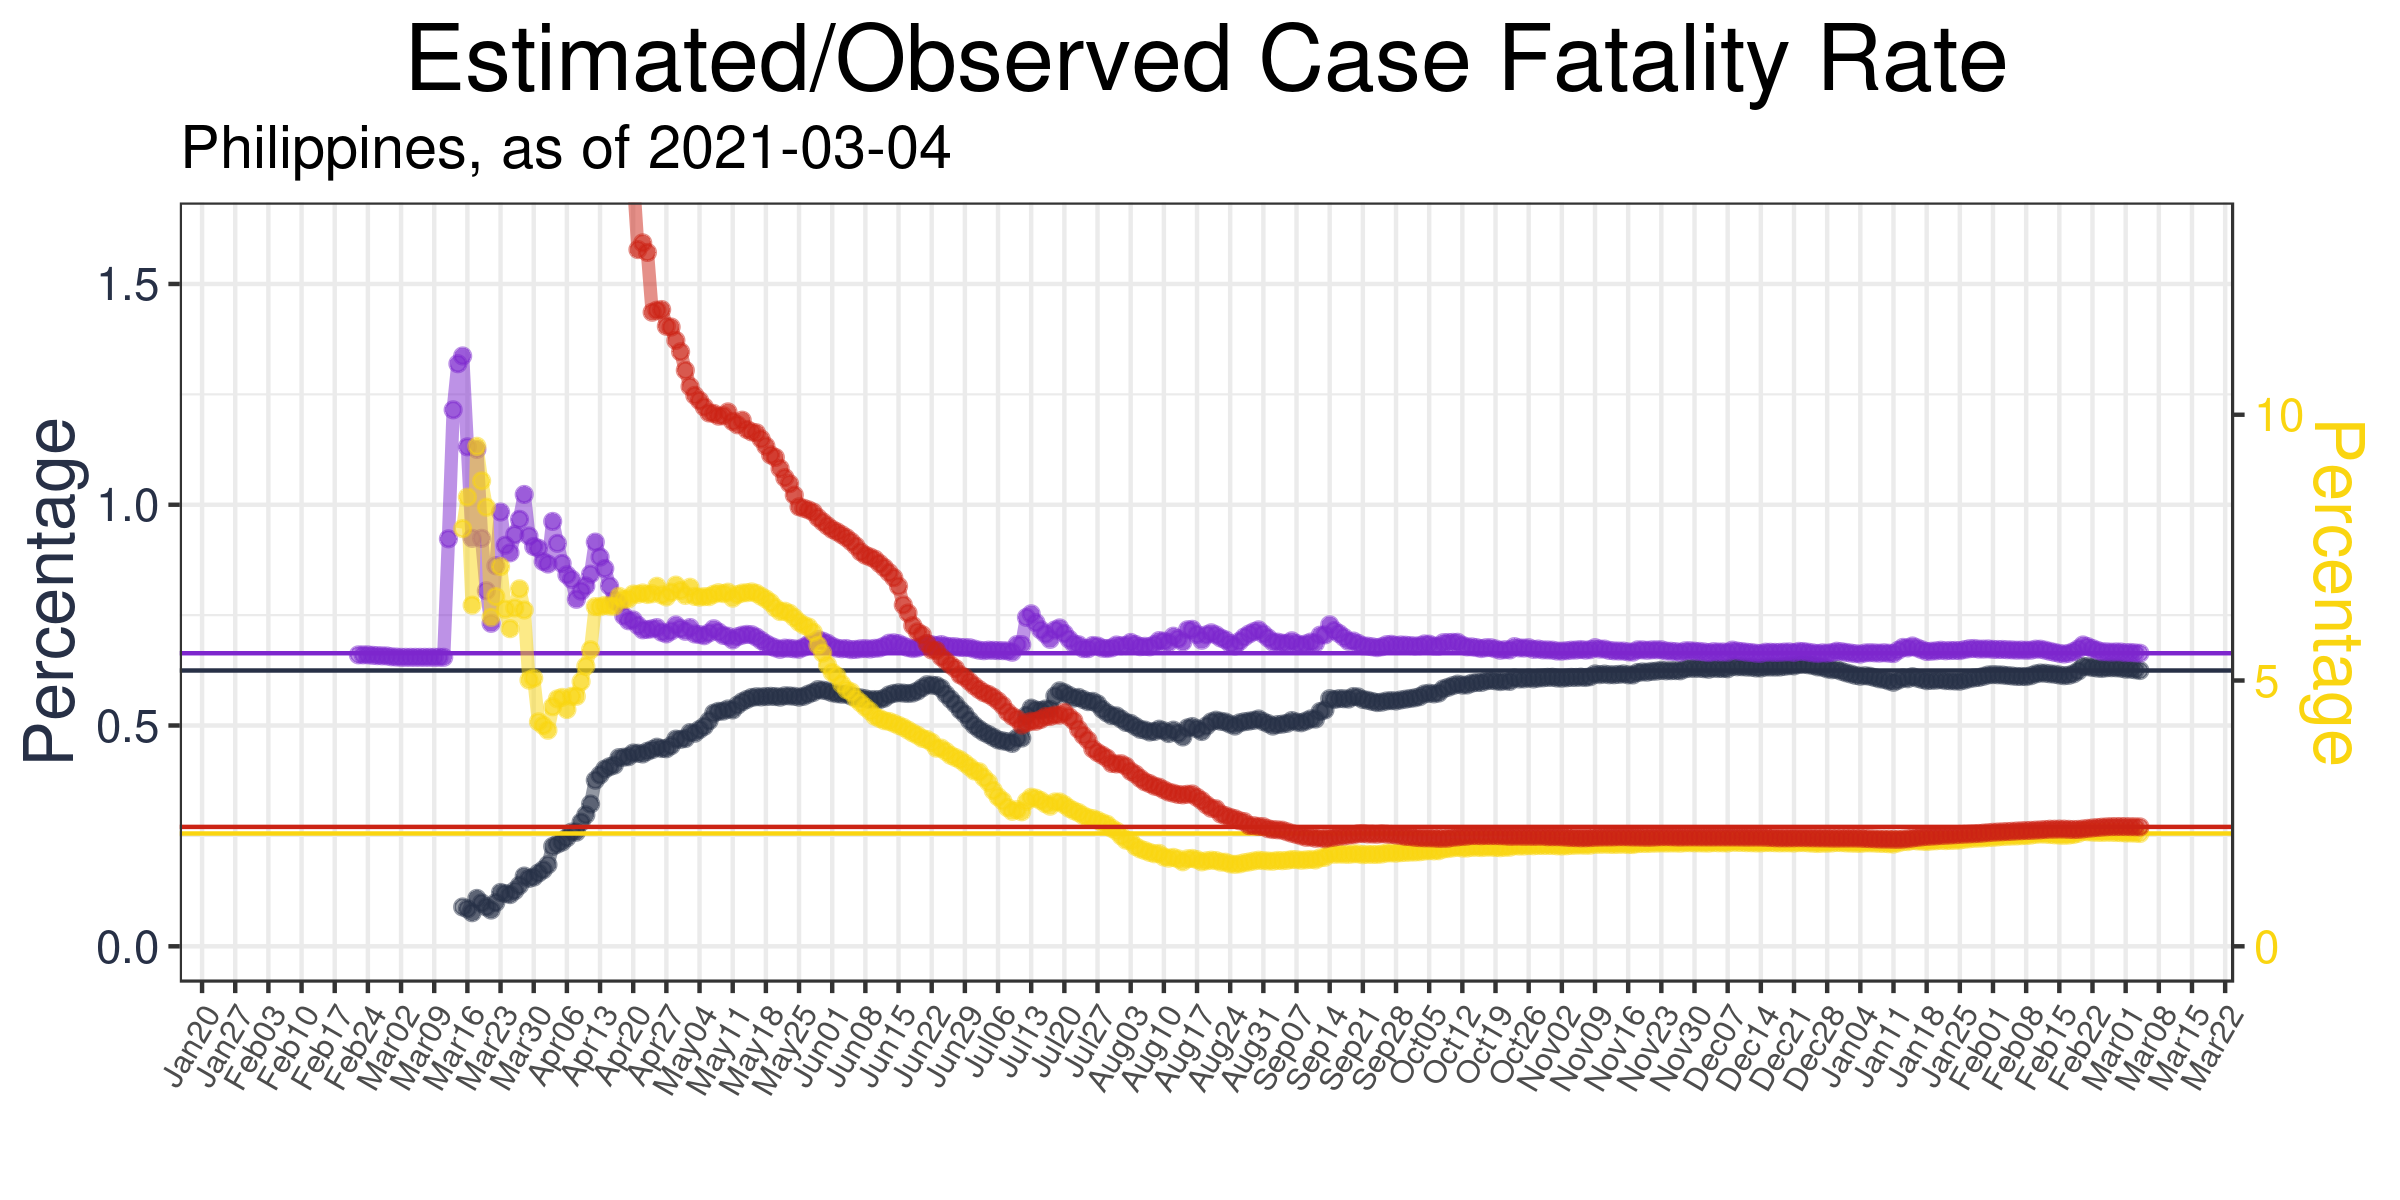 Estimated/Observed Case Fatality Rate
Philippines, as of 2021-03-04
Percentage
1.5
1.0
0.5
0.0
10
5
0
Percentage
Jan20
Jan27
Feb03
Feb10
Feb17
Feb24
Mar02
Mar09
Mar16
Mar23
Mar30
Apr06
Apr13
Apr20
Apr27
May04
May11
May18
May25
Jun01
Jun08
Jun15
Jun22
Jun29
Jul06
Jul13
Jul20
Jul27
Aug03
Aug10
Aug17
Aug24
Aug31
Sep07
Sep14
Sep21
Sep28
Oct05
Oct12
Oct19
Oct26
Nov02
Nov09
Nov16
Nov23
Nov30
Dec07
Dec14
Dec21
Dec28
Jan04
Jan11
Jan18
Jan25
Feb01
Feb08
Feb15
Feb22
Mar01
Mar08
Mar15
Mar22